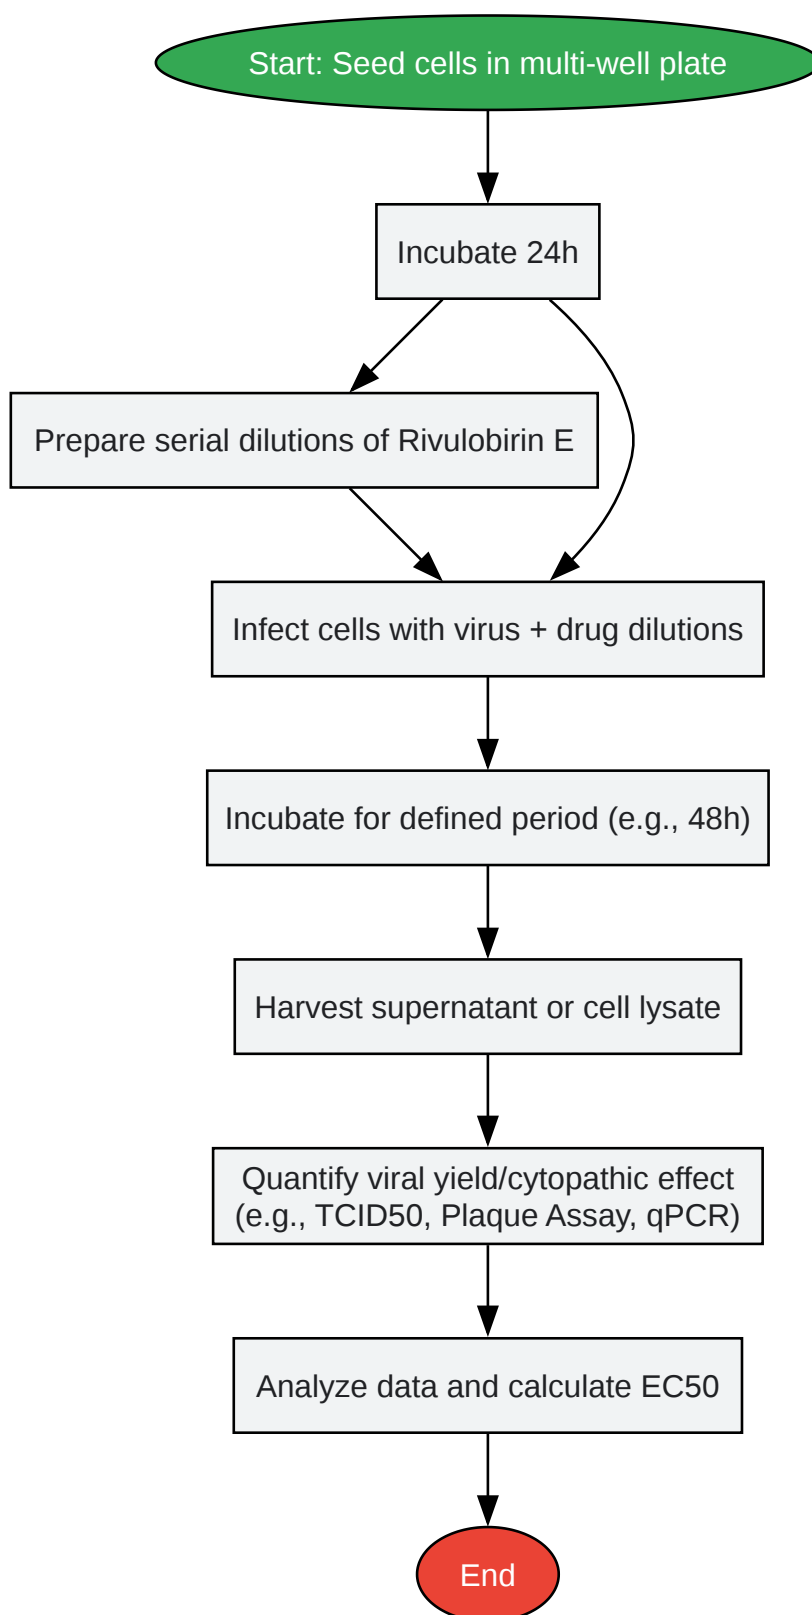 Start: Seed cells in multi-well plate
Incubate 24h
Prepare serial dilutions of Rivulobirin E
Infect cells with virus + drug dilutions
Incubate for defined period (e.g., 48h)
Harvest supernatant or cell lysate
Quantify viral yield/cytopathic effect
(e.g., TCID50, Plaque Assay, qPCR)
Analyze data and calculate EC50
End